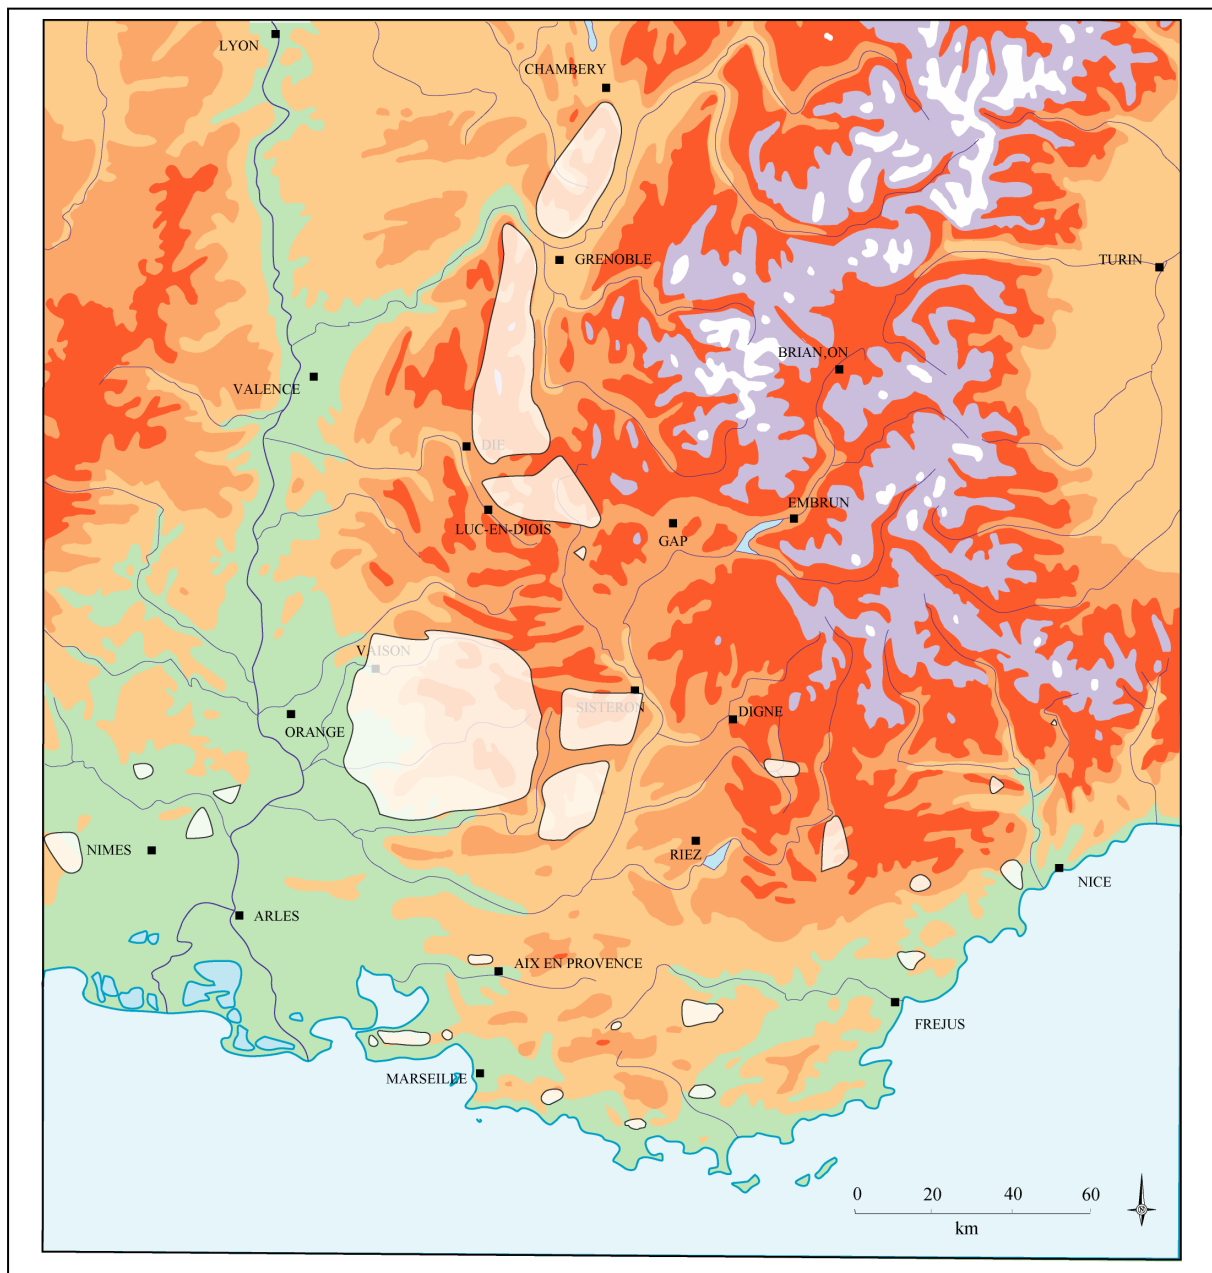 LYON
CHAMBERY
GRENOBLE
TURIN
BRIAN,ON
VALENCE
DIE
EMBRUN
LUC-EN-DIOIS
GAP
VAISON
SISTERON
DIGNE
ORANGE
NIMES
RIEZ
NICE
ARLES
AIX EN PROVENCE
FREJUS
MARSEILLE
0 20 40 60
km
N